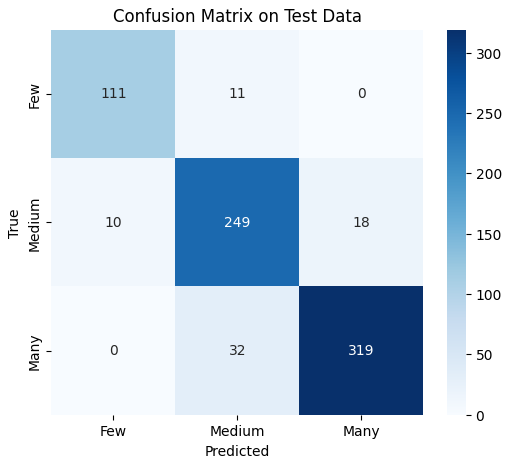 Confusion Matrix on Test Data
True
Few
111 11 0
Medium
10 249 18
Many
0 32 319
Few Medium Many
Predicted
300
250
200
150
100
50
0